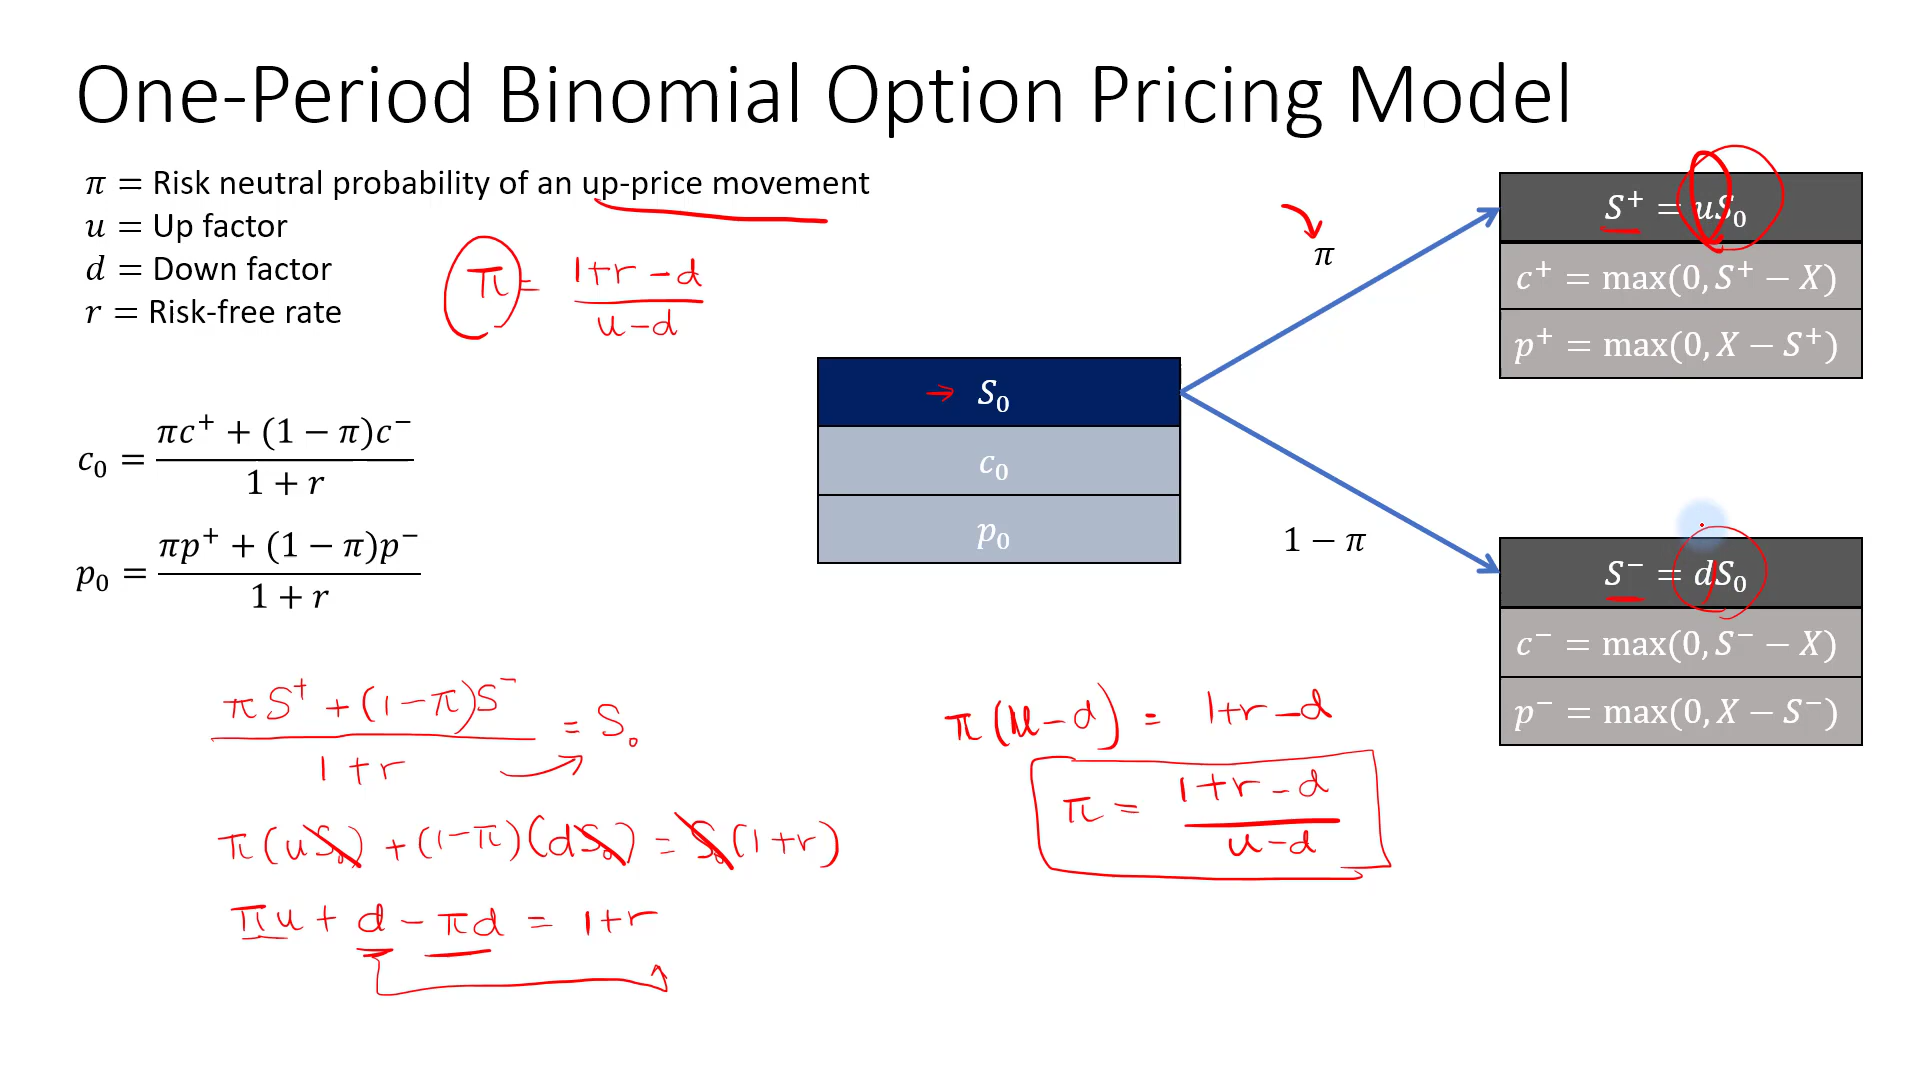 One-Period Binomial Option Pricing Model
π = Risk neutral probability of an up-price movement
u = Up factor
d = Down factor
r = Risk-free rate
π = (1+r−d)/(u−d)
c₀ = (πc⁺ + (1 − π)c⁻)/(1 + r)
p₀ = (πp⁺ + (1 − π)p⁻)/(1 + r)
S₀
c₀
p₀
π
1 − π
S⁺ = uS₀
c⁺ = max(0, S⁺ − X)
p⁺ = max(0, X − S⁺)
S⁻ = dS₀
c⁻ = max(0, S⁻ − X)
p⁻ = max(0, X − S⁻)
(πS⁺ + (1−π)S⁻)/(1+r) = S₀
π(uS₀) + (1−π)(dS₀) = S₀(1+r)
πu + d − πd = 1+r
π(u−d) = 1+r−d
π = (1+r−d)/(u−d)